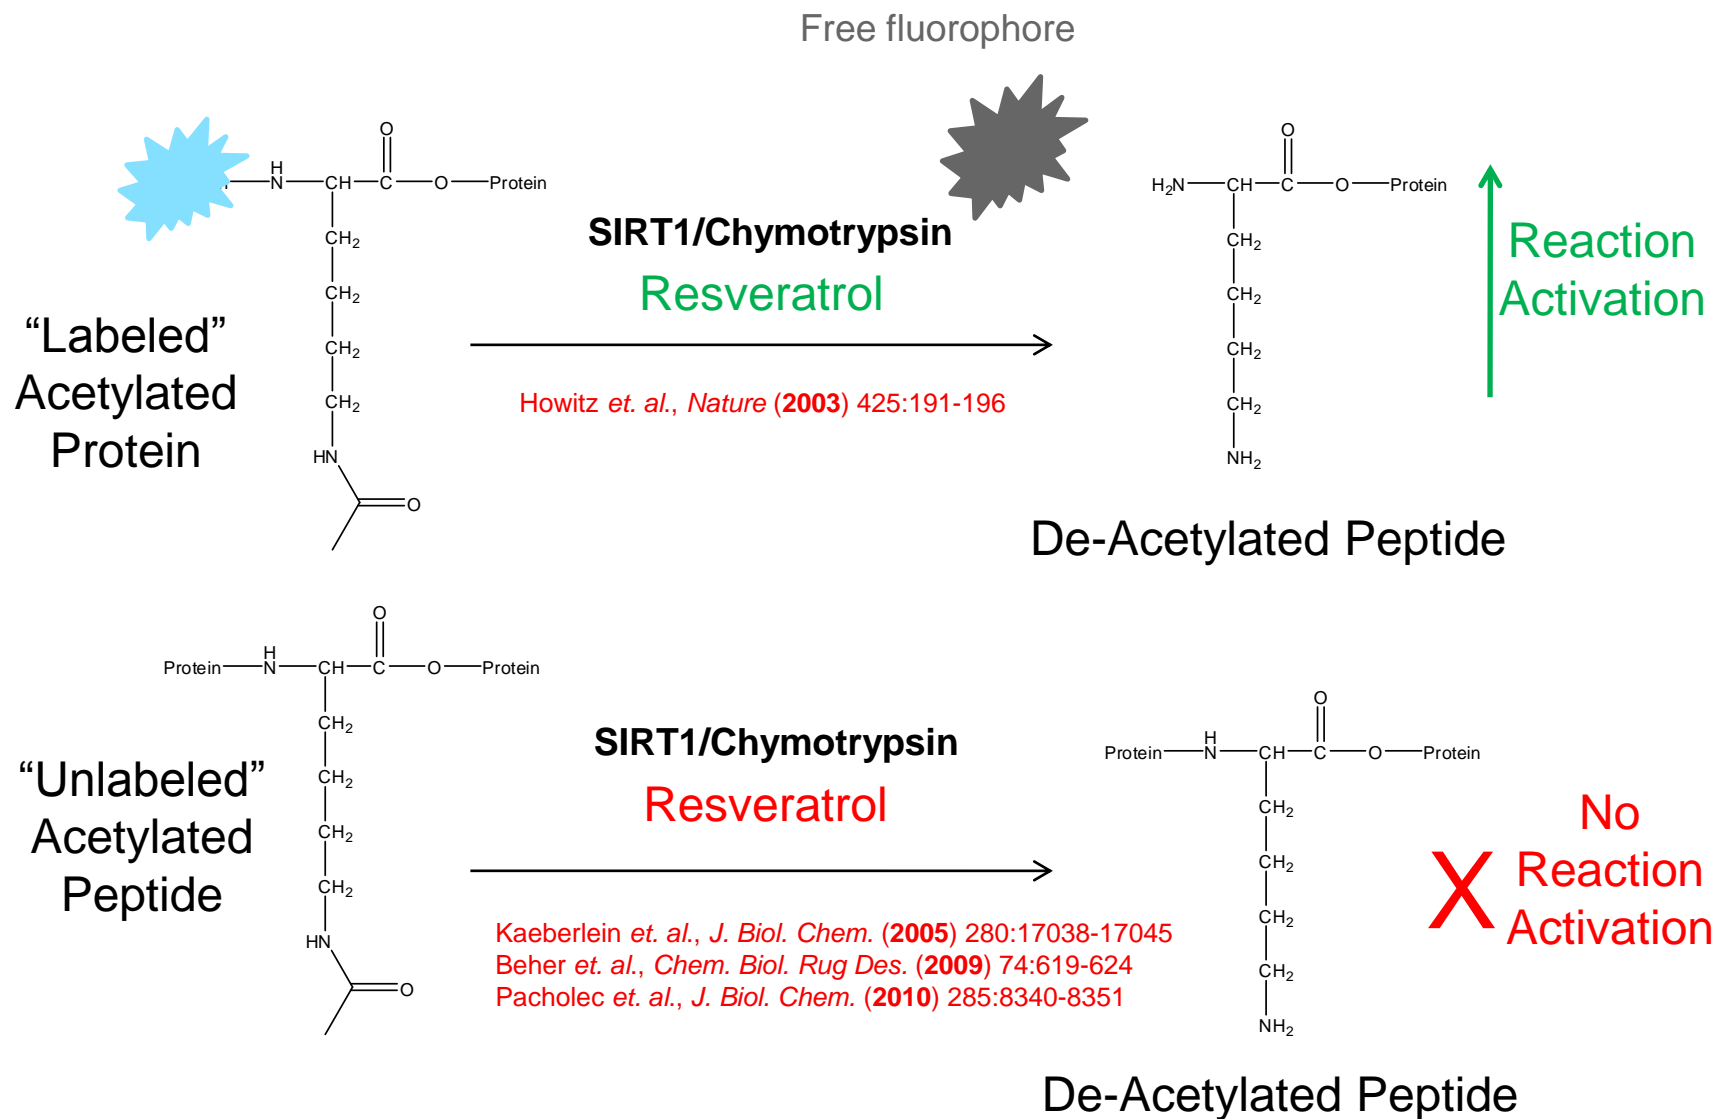 Free fluorophore
O
H
N
CH
C
O
Protein
CH2
CH2
CH2
CH2
HN
O
“Labeled”
Acetylated
Protein
SIRT1/Chymotrypsin
Resveratrol
Howitz et. al., Nature (2003) 425:191-196
O
H2N
CH
C
O
Protein
CH2
CH2
CH2
CH2
NH2
Reaction
Activation
De-Acetylated Peptide
O
Protein
H
N
CH
C
O
Protein
CH2
CH2
CH2
CH2
HN
O
“Unlabeled”
Acetylated
Peptide
SIRT1/Chymotrypsin
Resveratrol
Kaeberlein et. al., J. Biol. Chem. (2005) 280:17038-17045
Beher et. al., Chem. Biol. Rug Des. (2009) 74:619-624
Pacholec et. al., J. Biol. Chem. (2010) 285:8340-8351
O
Protein
H
N
CH
C
O
Protein
CH2
CH2
CH2
CH2
NH2
X
No
Reaction
Activation
De-Acetylated Peptide